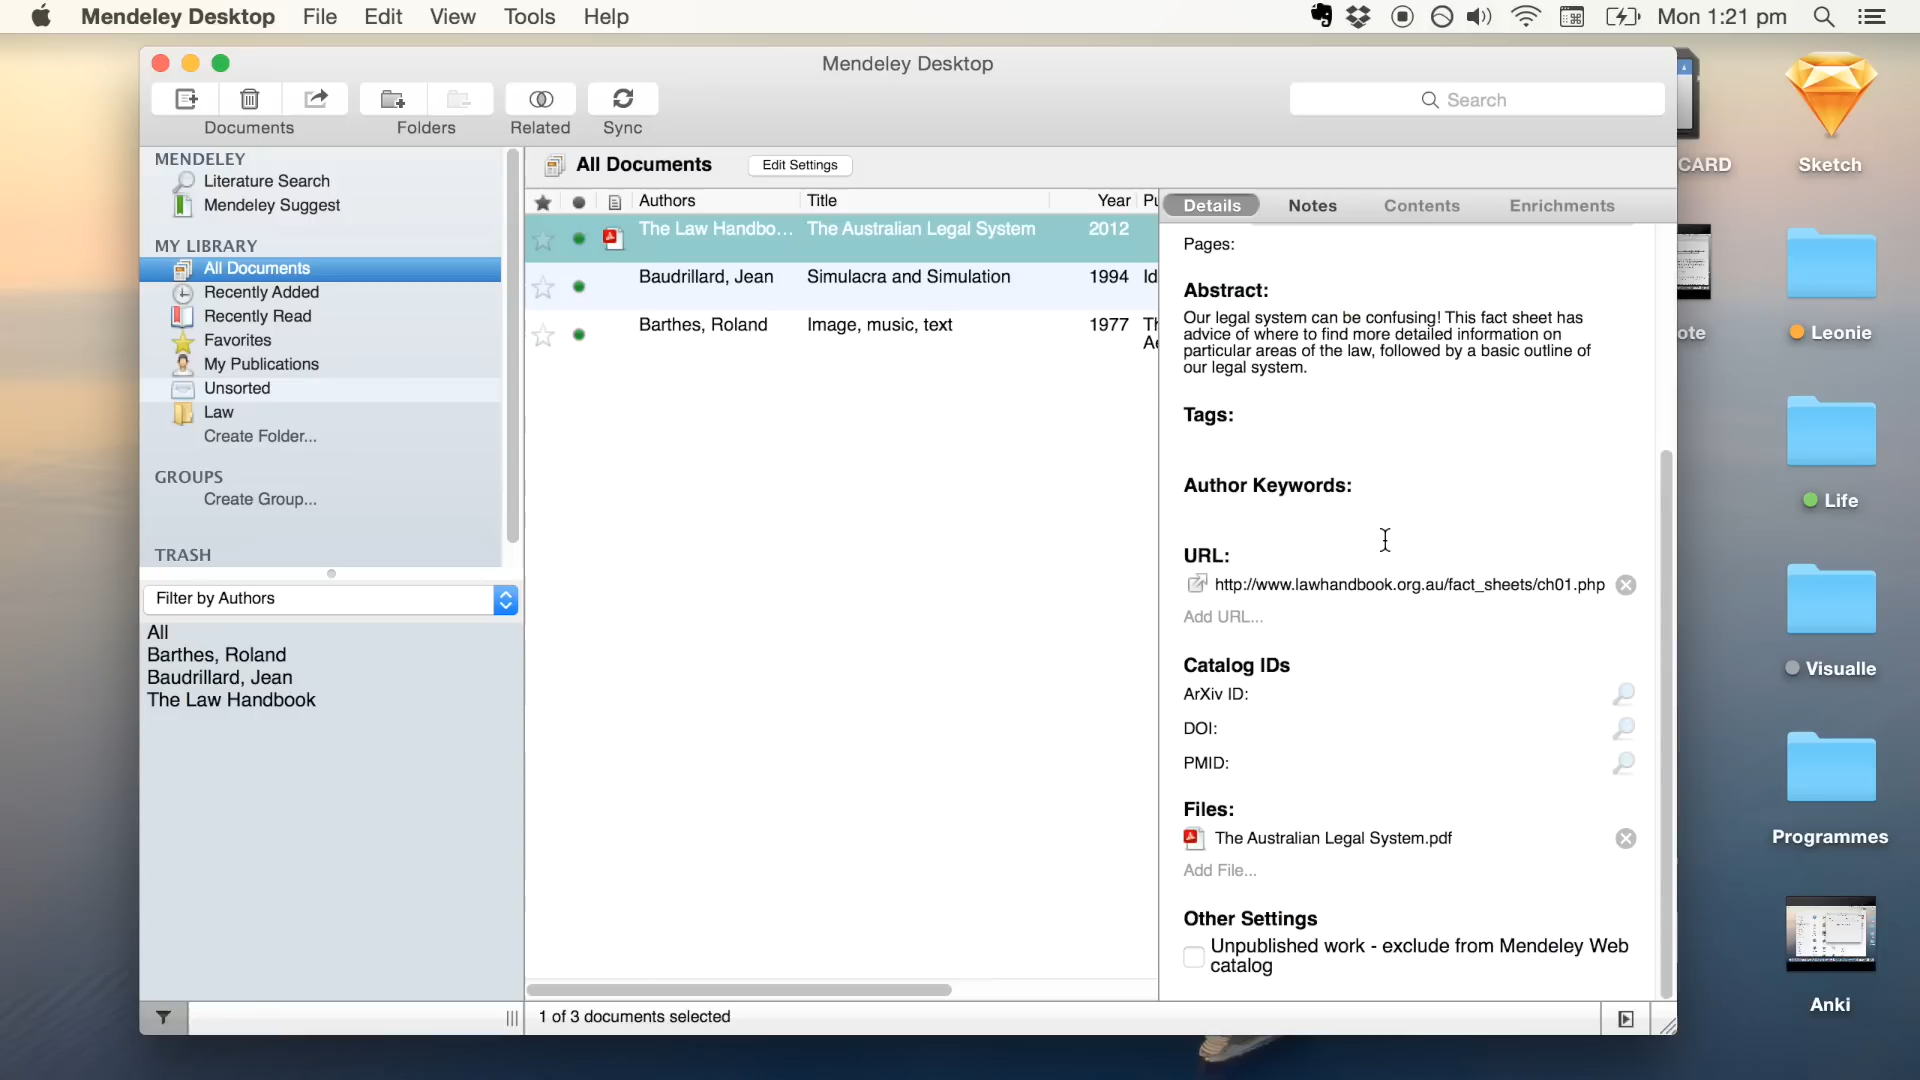 Mendeley Desktop File Edit View Tools Help Mon 1:21 pm
Mendeley Desktop
Search
Documents Folders Related Sync
MENDELEY
Literature Search
Mendeley Suggest
MY LIBRARY
All Documents
Recently Added
Recently Read
Favorites
My Publications
Unsorted
Law
Create Folder...
GROUPS
Create Group...
TRASH
Filter by Authors
All
Barthes, Roland
Baudrillard, Jean
The Law Handbook
All Documents Edit Settings
Authors Title Year Pu
The Law Handbo... The Australian Legal System 2012
Baudrillard, Jean Simulacra and Simulation 1994 Id
Barthes, Roland Image, music, text 1977 Th
Ae
1 of 3 documents selected
Details Notes Contents Enrichments
Pages:
Abstract:
Our legal system can be confusing! This fact sheet has
advice of where to find more detailed information on
particular areas of the law, followed by a basic outline of
our legal system.
Tags:
Author Keywords:
URL:
http://www.lawhandbook.org.au/fact_sheets/ch01.php
Add URL...
Catalog IDs
ArXiv ID:
DOI:
PMID:
Files:
The Australian Legal System.pdf
Add File...
Other Settings
Unpublished work - exclude from Mendeley Web
catalog
CARD
ote
Sketch
Leonie
Life
Visualle
Programmes
Anki